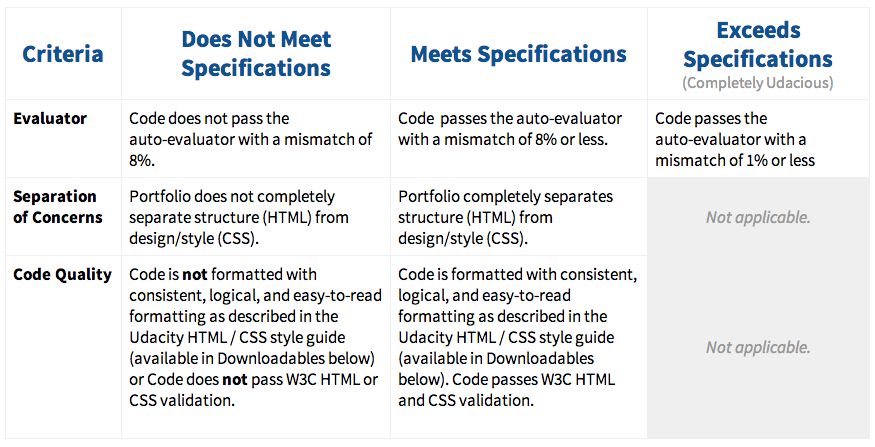 Criteria
Does Not Meet
Specifications
Meets Specifications
Exceeds
Specifications
(Completely Udacious)
Evaluator
Code does not pass the
auto-evaluator with a mismatch of
8%.
Code passes the auto-evaluator
with a mismatch of 8% or less.
Code passes the
auto-evaluator with a
mismatch of 1% or less
Separation
of Concerns
Portfolio does not completely
separate structure (HTML) from
design/style (CSS).
Portfolio completely separates
structure (HTML) from
design/style (CSS).
Not applicable.
Code Quality
Code is not formatted with
consistent, logical, and easy-to-read
formatting as described in the
Udacity HTML / CSS style guide
(available in Downloadables below)
or Code does not pass W3C HTML or
CSS validation.
Code is formatted with consistent,
logical, and easy-to-read
formatting as described in the
Udacity HTML / CSS style guide
(available in Downloadables
below). Code passes W3C HTML
and CSS validation.
Not applicable.